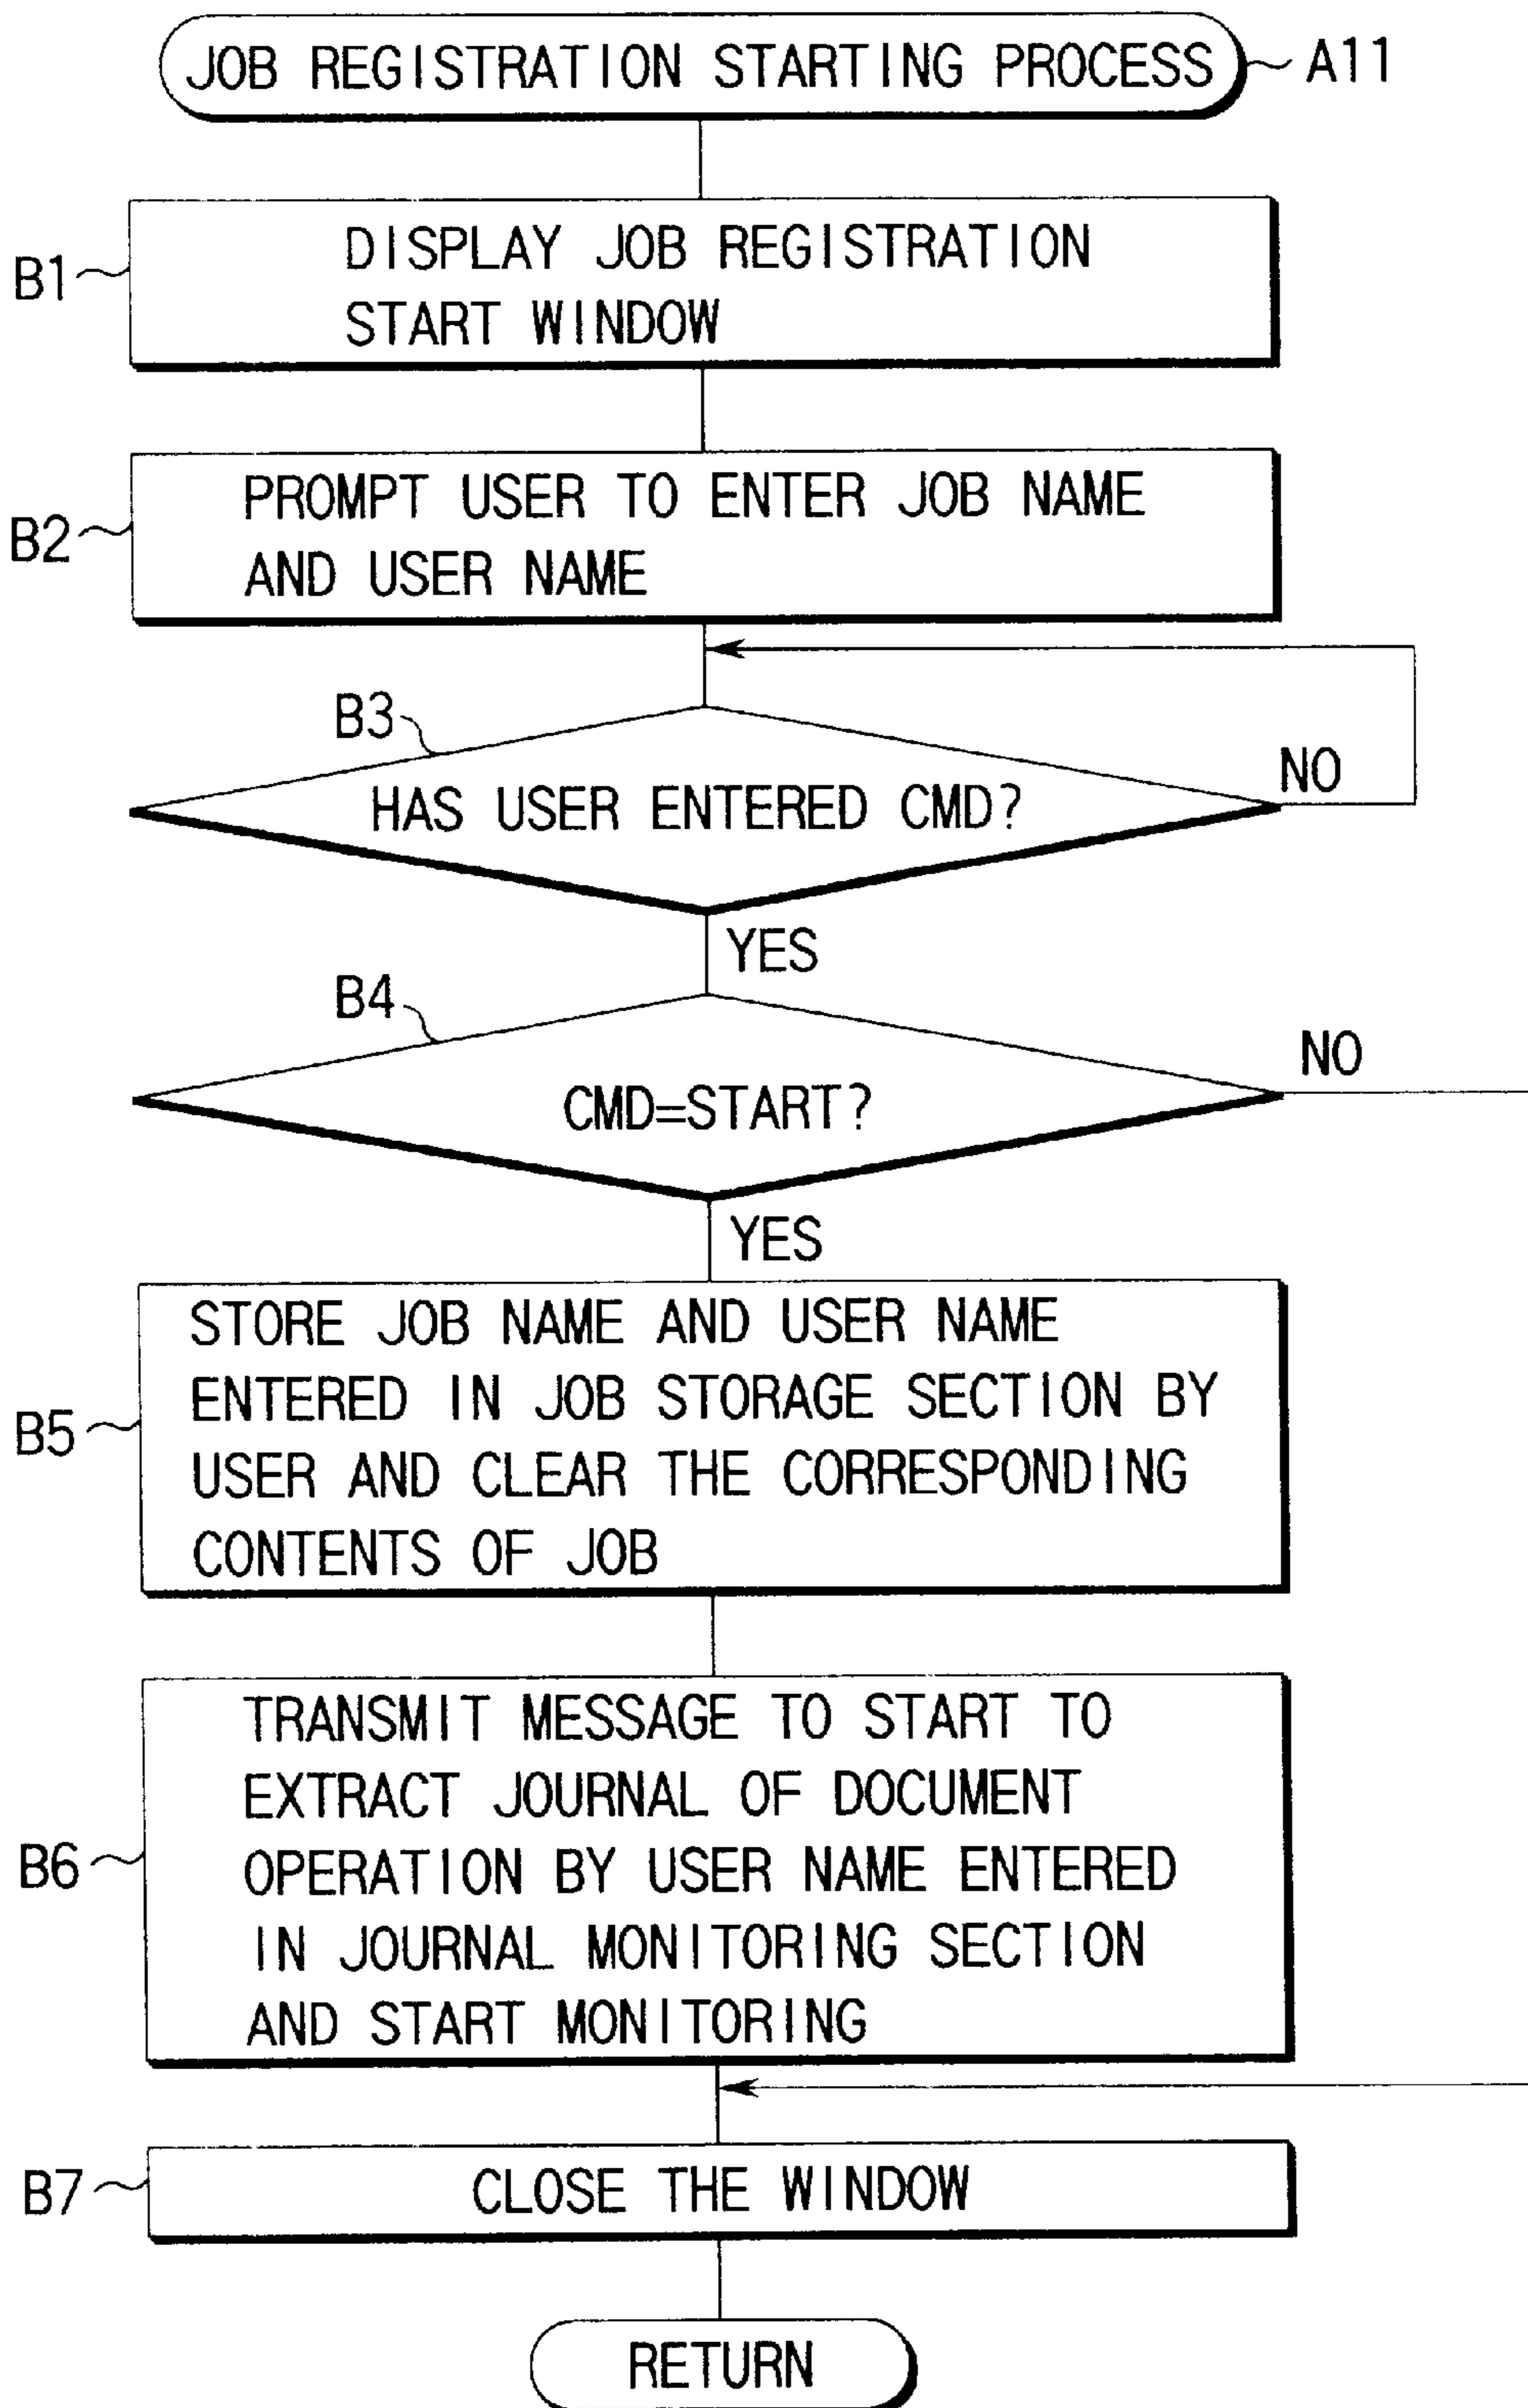 JOB REGISTRATION STARTING PROCESS
A11
B1
DISPLAY JOB REGISTRATION
START WINDOW
B2
PROMPT USER TO ENTER JOB NAME
AND USER NAME
B3
HAS USER ENTERED CMD?
NO
YES
B4
CMD=START?
NO
YES
B5
STORE JOB NAME AND USER NAME
ENTERED IN JOB STORAGE SECTION BY
USER AND CLEAR THE CORRESPONDING
CONTENTS OF JOB
B6
TRANSMIT MESSAGE TO START TO
EXTRACT JOURNAL OF DOCUMENT
OPERATION BY USER NAME ENTERED
IN JOURNAL MONITORING SECTION
AND START MONITORING
B7
CLOSE THE WINDOW
RETURN